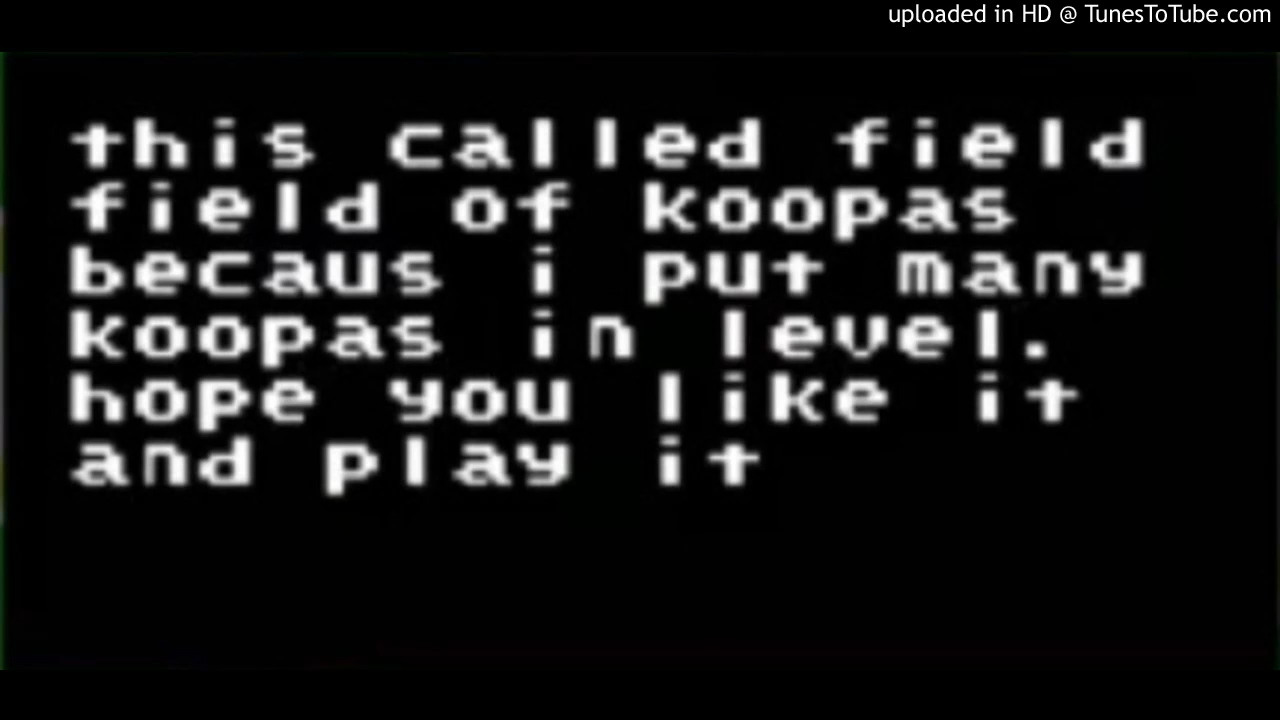 uploaded in HD @ TunesToTube.com
this called field
field of koopas
becaus i put many
koopas in level.
hope you like it
and play it